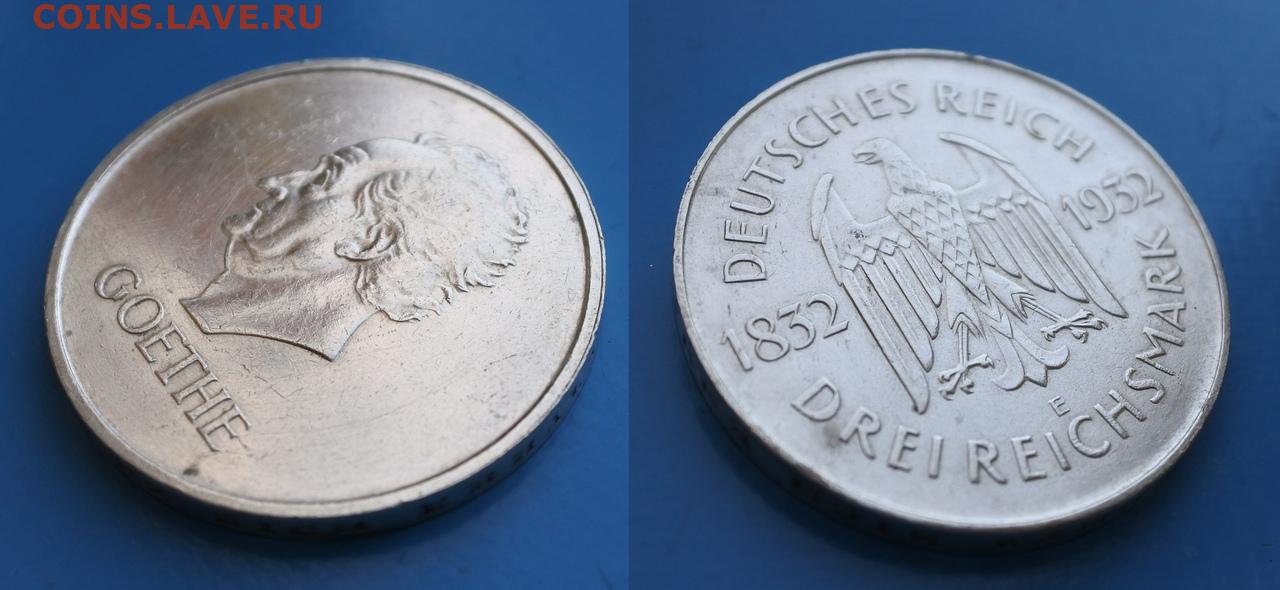 COINS.LAVE.RU
GOETHE
DEUTSCHES REICH
1832
1932
E
DREI REICHSMARK